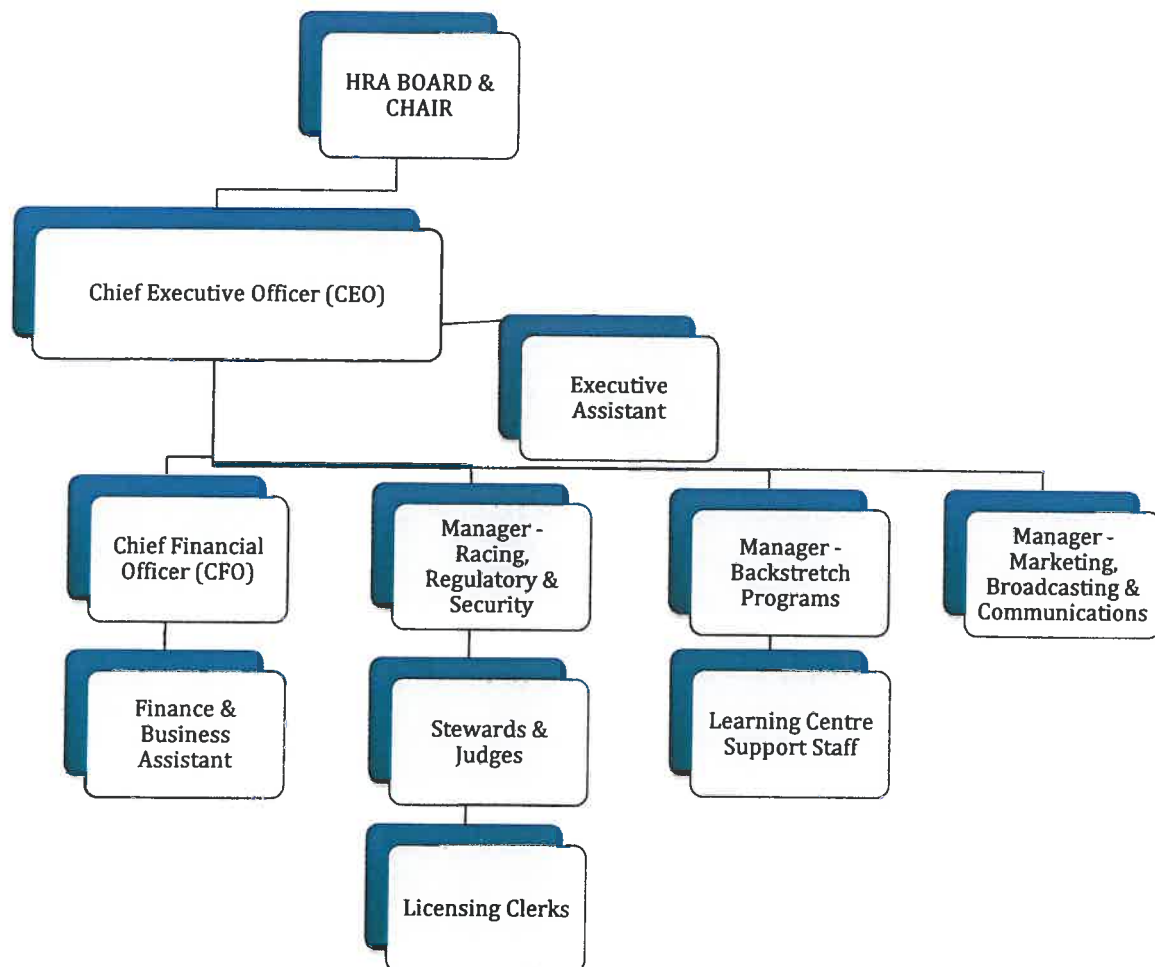 HRA BOARD &
CHAIR
Chief Executive Officer (CEO)
Executive
Assistant
Chief Financial
Officer (CFO)
Manager -
Racing,
Regulatory &
Security
Manager -
Backstretch
Programs
Manager -
Marketing,
Broadcasting &
Communications
Finance &
Business
Assistant
Stewards &
Judges
Learning Centre
Support Staff
Licensing Clerks